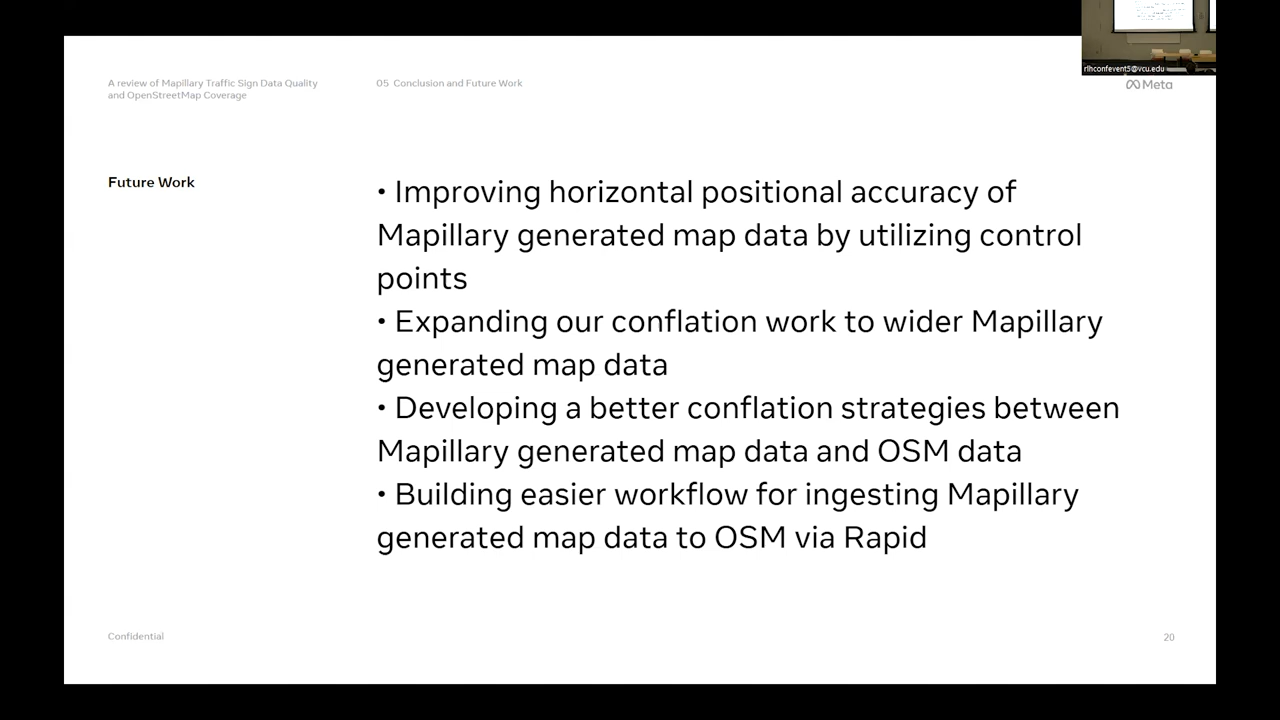 A review of Mapillary Traffic Sign Data Quality
and OpenStreetMap Coverage
05 Conclusion and Future Work
rlhconfevent5@vcu.edu
Meta
Future Work
• Improving horizontal positional accuracy of
Mapillary generated map data by utilizing control
points
• Expanding our conflation work to wider Mapillary
generated map data
• Developing a better conflation strategies between
Mapillary generated map data and OSM data
• Building easier workflow for ingesting Mapillary
generated map data to OSM via Rapid
Confidential
20